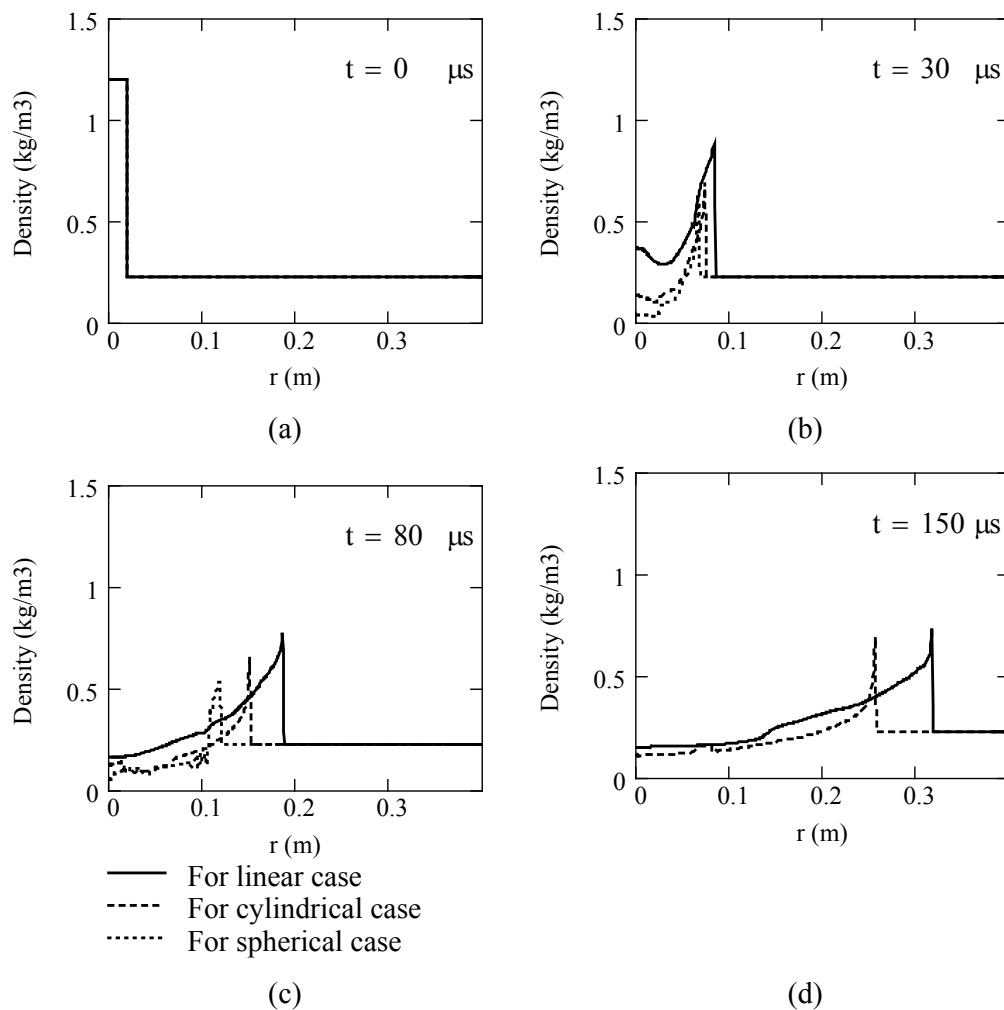 1.5
1
0.5
0
Density (kg/m3)
t = 0 μs
0 0.1 0.2 0.3
r (m)
(a)
1.5
1
0.5
0
Density (kg/m3)
t = 30 μs
0 0.1 0.2 0.3
r (m)
(b)
1.5
1
0.5
0
Density (kg/m3)
t = 80 μs
0 0.1 0.2 0.3
r (m)
For linear case
For cylindrical case
For spherical case
(c)
1.5
1
0.5
0
Density (kg/m3)
t = 150 μs
0 0.1 0.2 0.3
r (m)
(d)